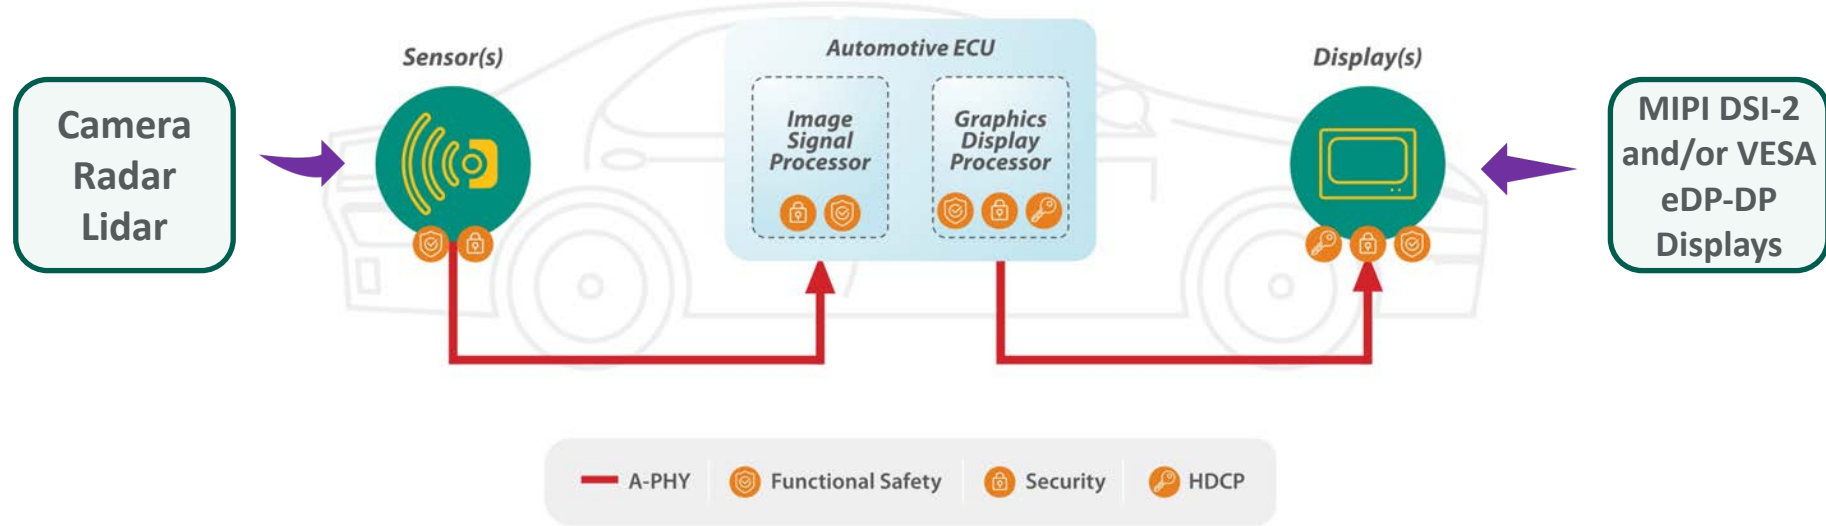 Sensor(s)
Automotive ECU
Display(s)
Camera
Radar
Lidar
Image
Signal
Processor
Graphics
Display
Processor
MIPI DSI-2
and/or VESA
eDP-DP
Displays
A-PHY
Functional Safety
Security
HDCP